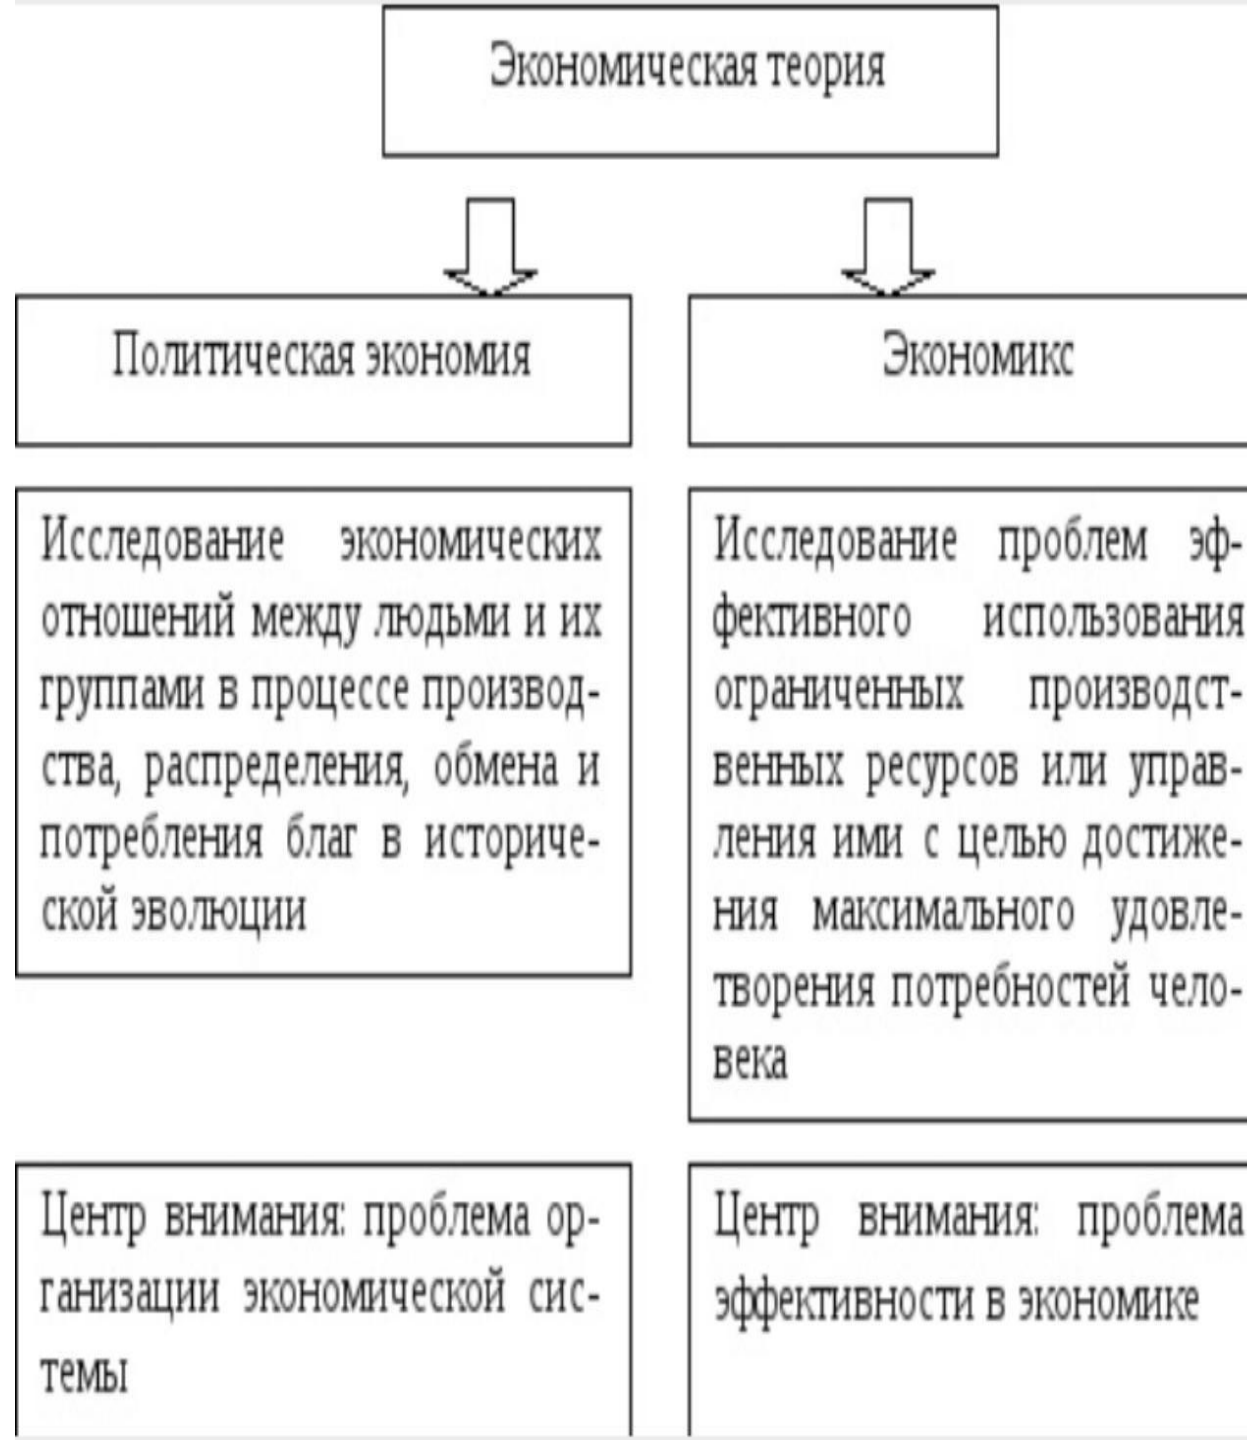 Экономическая теория
Политическая экономия
Экономикс
Исследование экономических
отношений между людьми и их
группами в процессе производ-
ства, распределения, обмена и
потребления благ в историче-
ской эволюции
Исследование проблем эф-
фективного использования
ограниченных производст-
венных ресурсов или управ-
ления ими с целью достиже-
ния максимального удовле-
творения потребностей чело-
века
Центр внимания: проблема ор-
ганизации экономической сис-
темы
Центр внимания: проблема
эффективности в экономике